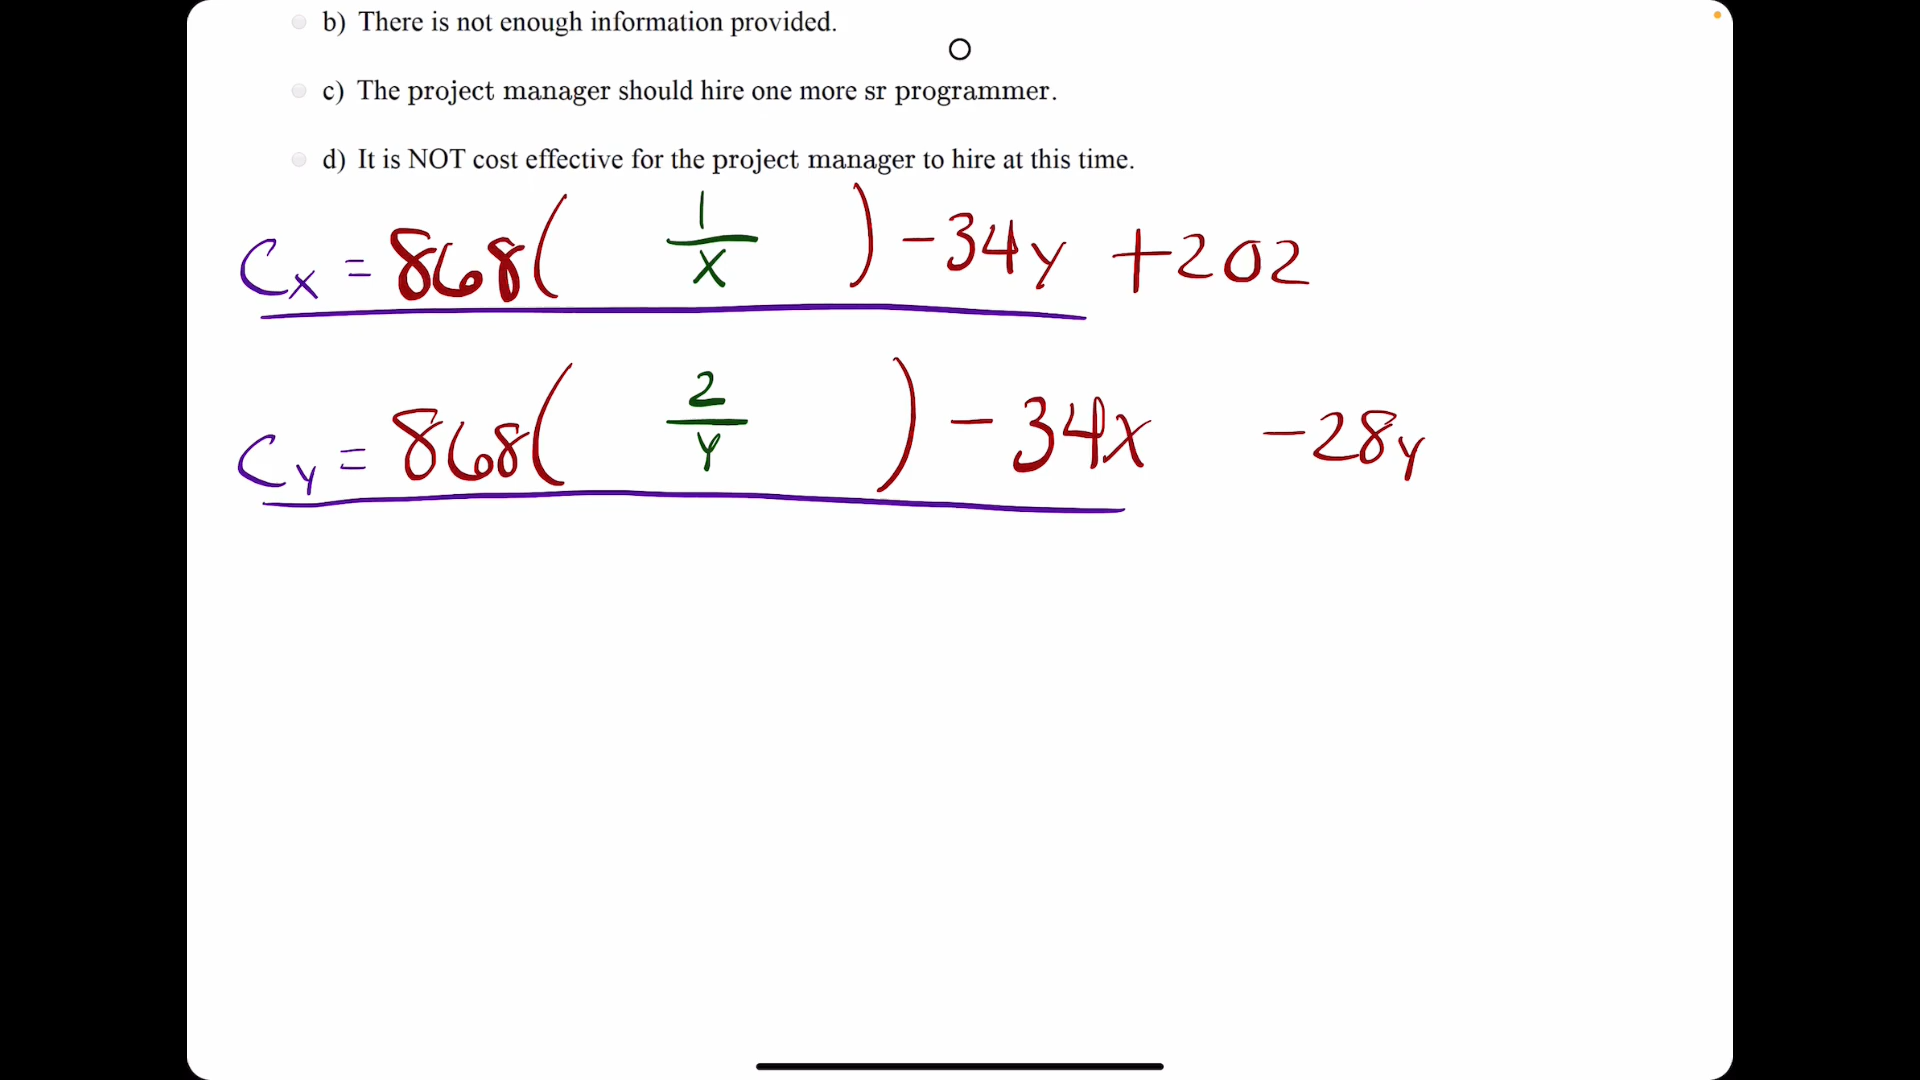 b) There is not enough information provided.
c) The project manager should hire one more sr programmer.
d) It is NOT cost effective for the project manager to hire at this time.
Cx = 868( 1/x ) - 34y + 202
Cy = 868( 2/y ) - 34x - 28y